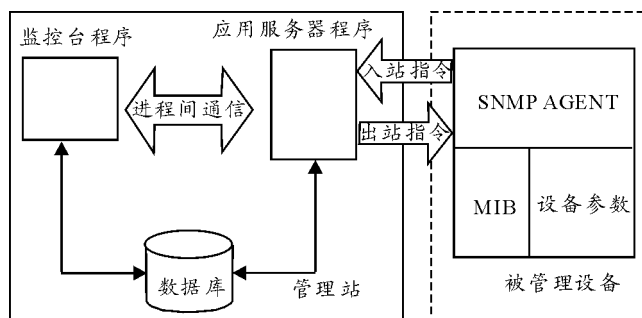 监控台程序
应用服务器程序
进程间通信
入站指令
出站指令
SNMP AGENT
MIB
设备参数
数据库
管理站
被管理设备